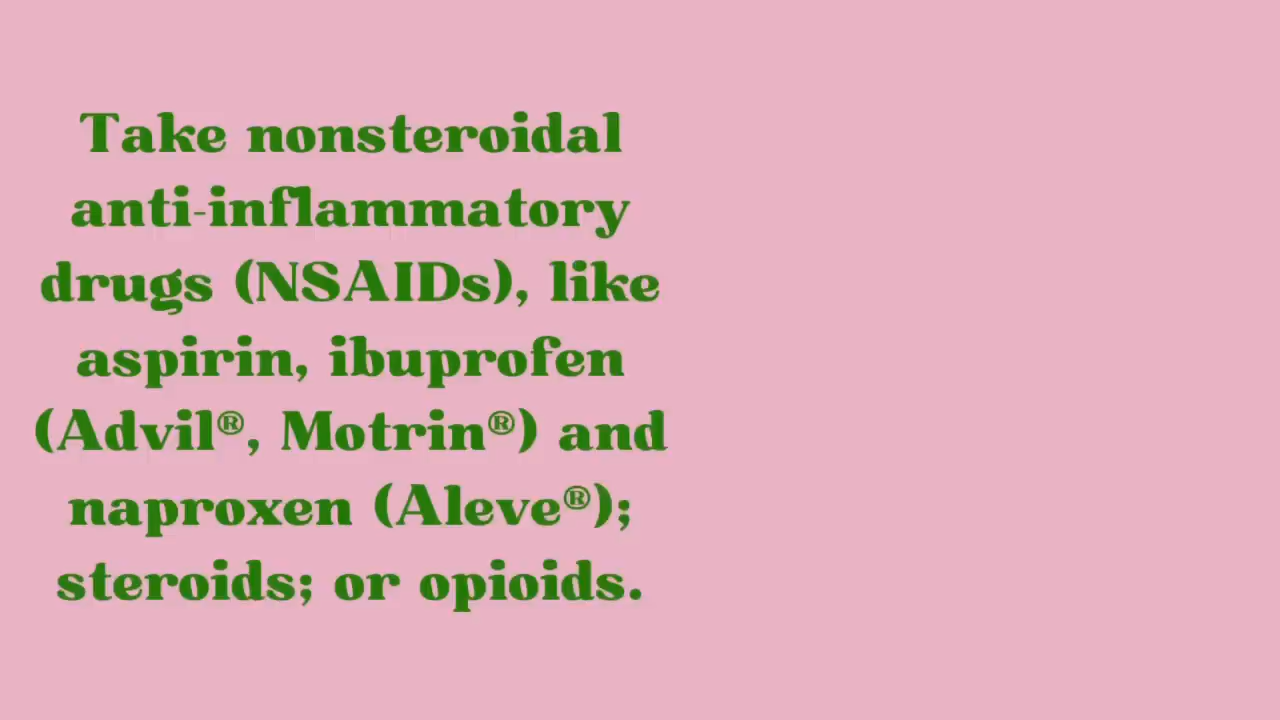 Take nonsteroidal
anti-inflammatory
drugs (NSAIDs), like
aspirin, ibuprofen
(Advil®, Motrin®) and
naproxen (Aleve®);
steroids; or opioids.